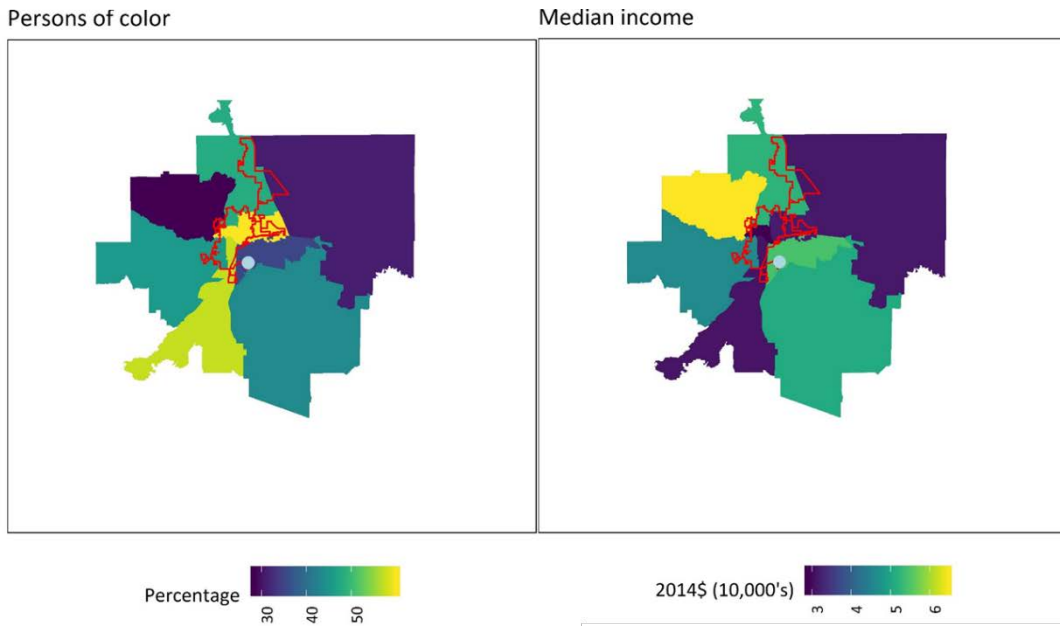 Persons of color
Median income
Percentage
30
40
50
2014$ (10,000's)
3
4
5
6